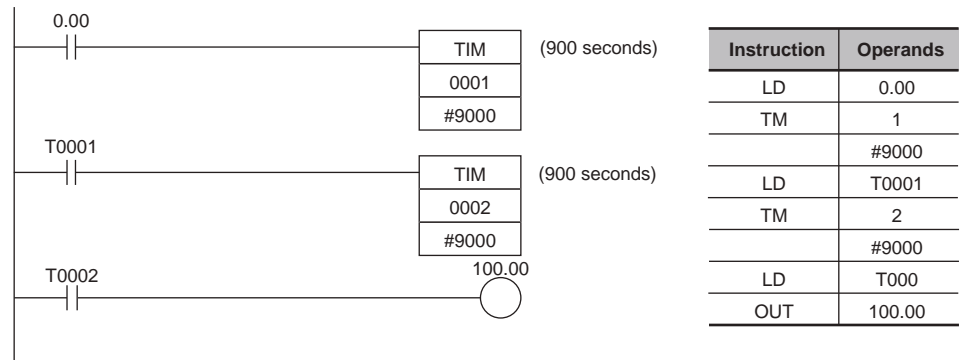 0.00
TIM (900 seconds)
0001
#9000
T0001
TIM (900 seconds)
0002
#9000
T0002
100.00
Instruction Operands
LD 0.00
TM 1
#9000
LD T0001
TM 2
#9000
LD T000
OUT 100.00